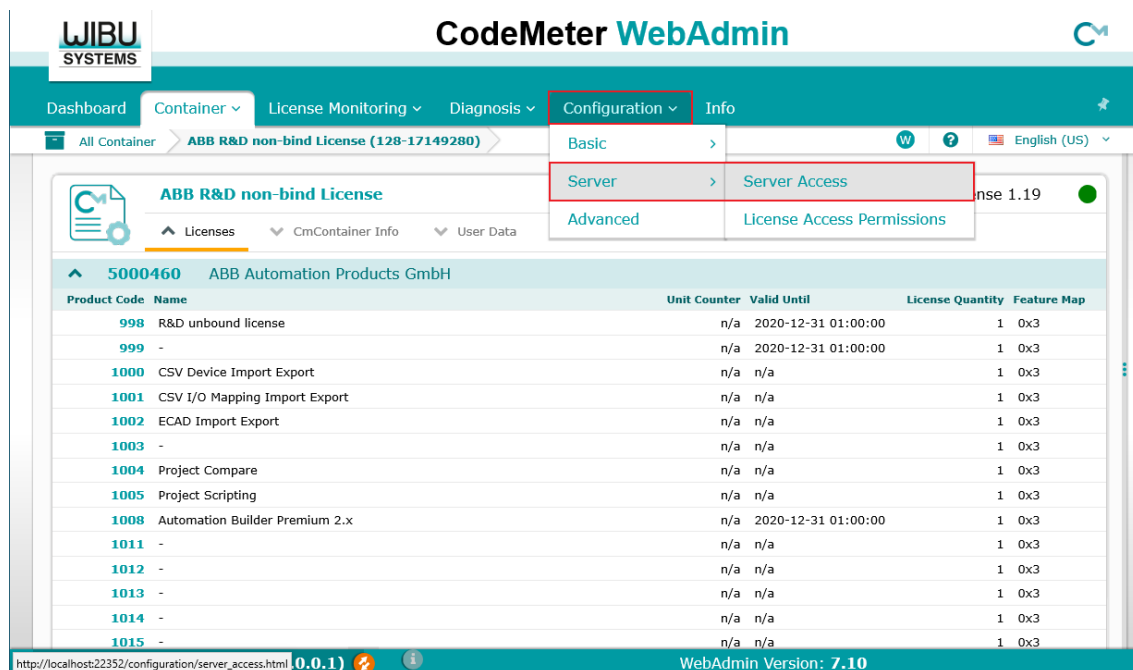 WIBU
SYSTEMS
CodeMeter WebAdmin
Dashboard Container License Monitoring Diagnosis Configuration Info
All Container ABB R&D non-bind License (128-17149280) W ? English (US)
Basic
Server Server Access
Advanced License Access Permissions
ABB R&D non-bind License nse 1.19
Licenses CmContainer Info User Data
5000460 ABB Automation Products GmbH
Product Code Name Unit Counter Valid Until License Quantity Feature Map
998 R&D unbound license n/a 2020-12-31 01:00:00 1 0x3
999 - n/a 2020-12-31 01:00:00 1 0x3
1000 CSV Device Import Export n/a n/a 1 0x3
1001 CSV I/O Mapping Import Export n/a n/a 1 0x3
1002 ECAD Import Export n/a n/a 1 0x3
1003 - n/a n/a 1 0x3
1004 Project Compare n/a n/a 1 0x3
1005 Project Scripting n/a n/a 1 0x3
1008 Automation Builder Premium 2.x n/a 2020-12-31 01:00:00 1 0x3
1011 - n/a n/a 1 0x3
1012 - n/a n/a 1 0x3
1013 - n/a n/a 1 0x3
1014 - n/a n/a 1 0x3
1015 - n/a n/a 1 0x3
http://localhost:22352/configuration/server_access.html .0.0.1) i WebAdmin Version: 7.10